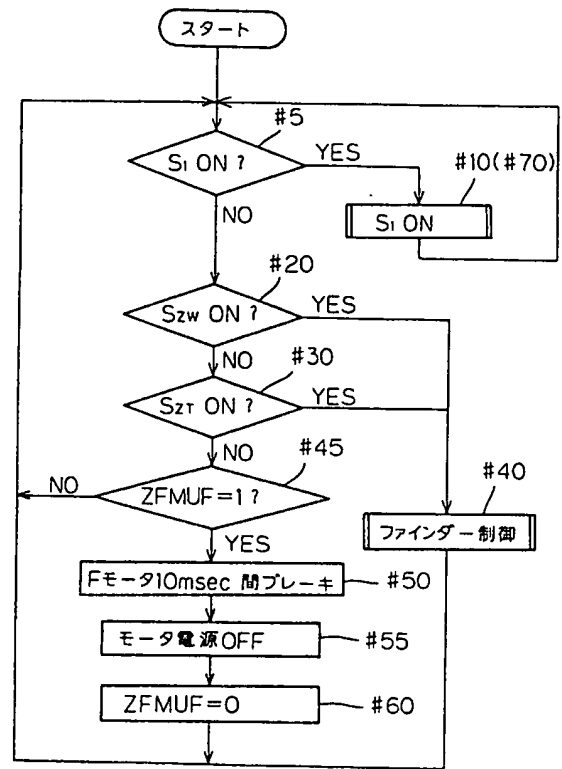 スタート
#5
S₁ ON ?
YES
#10(#70)
S₁ ON
NO
#20
Szw ON ?
YES
NO
#30
SzT ON ?
YES
NO
#45
ZFMUF=1 ?
NO
YES
#40
ファインダー制御
Fモータ10msec 間ブレーキ
#50
モータ電源OFF
#55
ZFMUF=0
#60